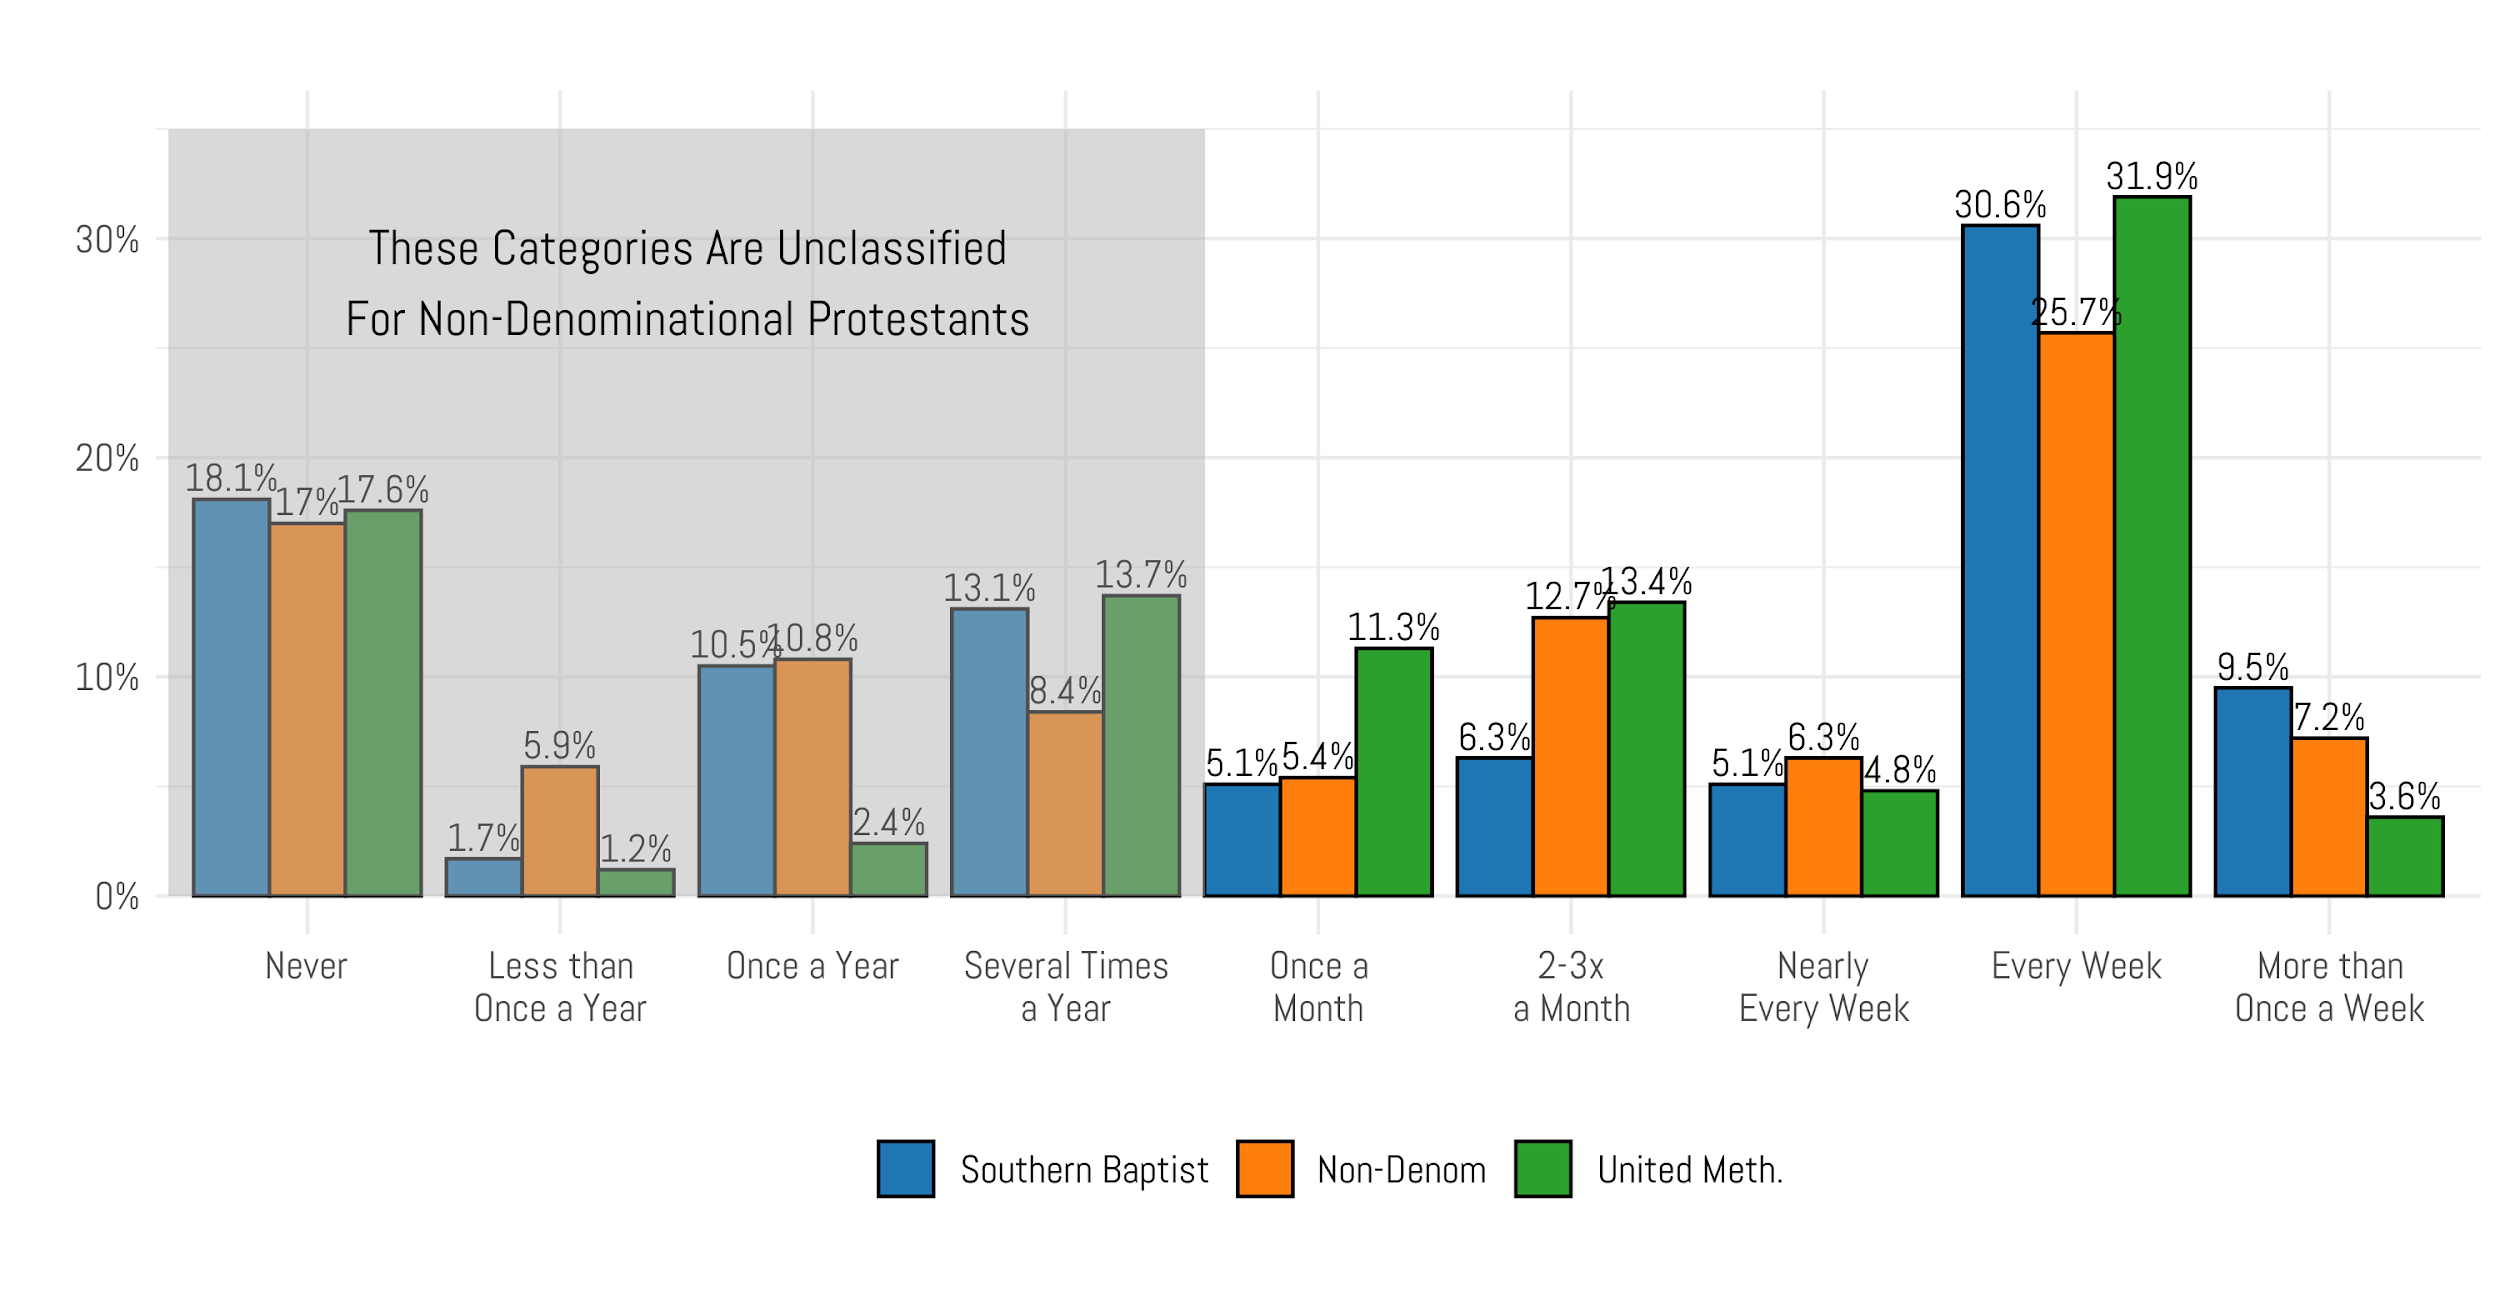 These Categories Are Unclassified
For Non-Denominational Protestants
30%
20%
10%
0%
18.1%
17%
17.6%
1.7%
5.9%
1.2%
10.5%
10.8%
2.4%
13.1%
8.4%
13.7%
5.1%
5.4%
11.3%
6.3%
12.7%
13.4%
5.1%
6.3%
4.8%
30.6%
25.7%
31.9%
9.5%
7.2%
3.6%
Never
Less than
Once a Year
Once a Year
Several Times
a Year
Once a
Month
2-3x
a Month
Nearly
Every Week
Every Week
More than
Once a Week
Southern Baptist
Non-Denom
United Meth.